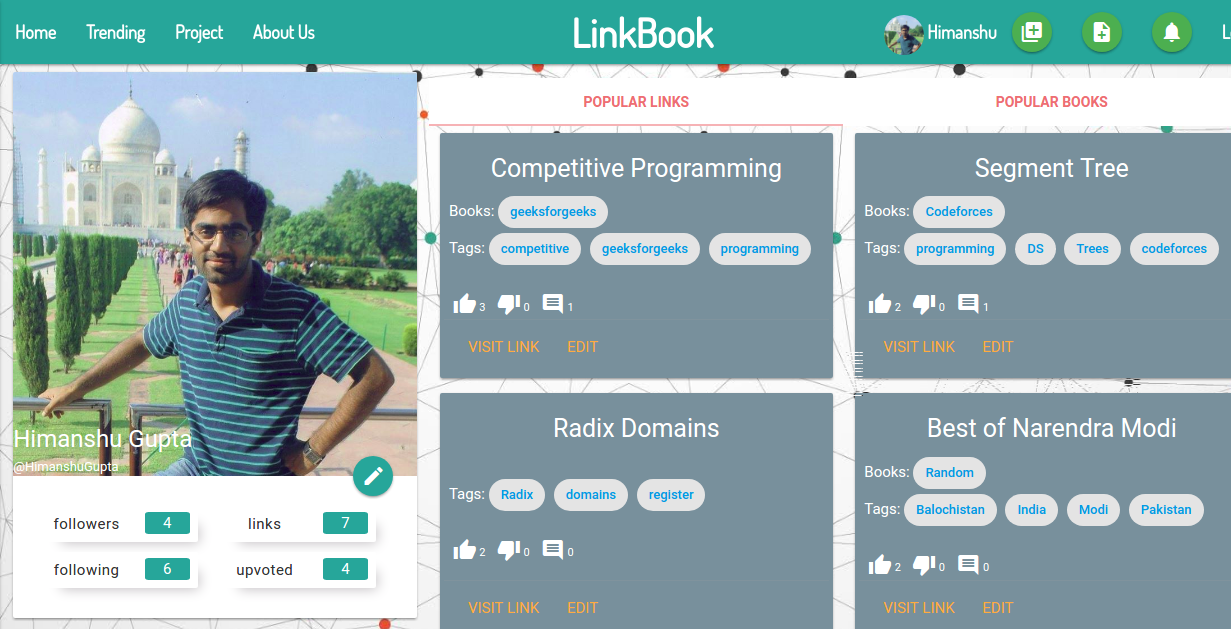 Home Trending Project About Us LinkBook Himanshu
POPULAR LINKS POPULAR BOOKS
Himanshu Gupta
@HimanshuGupta
followers 4 links 7
following 6 upvoted 4
Competitive Programming
Books: geeksforgeeks
Tags: competitive geeksforgeeks programming
3 0 1
VISIT LINK EDIT
Radix Domains
Tags: Radix domains register
2 0 0
VISIT LINK EDIT
Segment Tree
Books: Codeforces
Tags: programming DS Trees codeforces
2 0 1
VISIT LINK EDIT
Best of Narendra Modi
Books: Random
Tags: Balochistan India Modi Pakistan
2 0 0
VISIT LINK EDIT